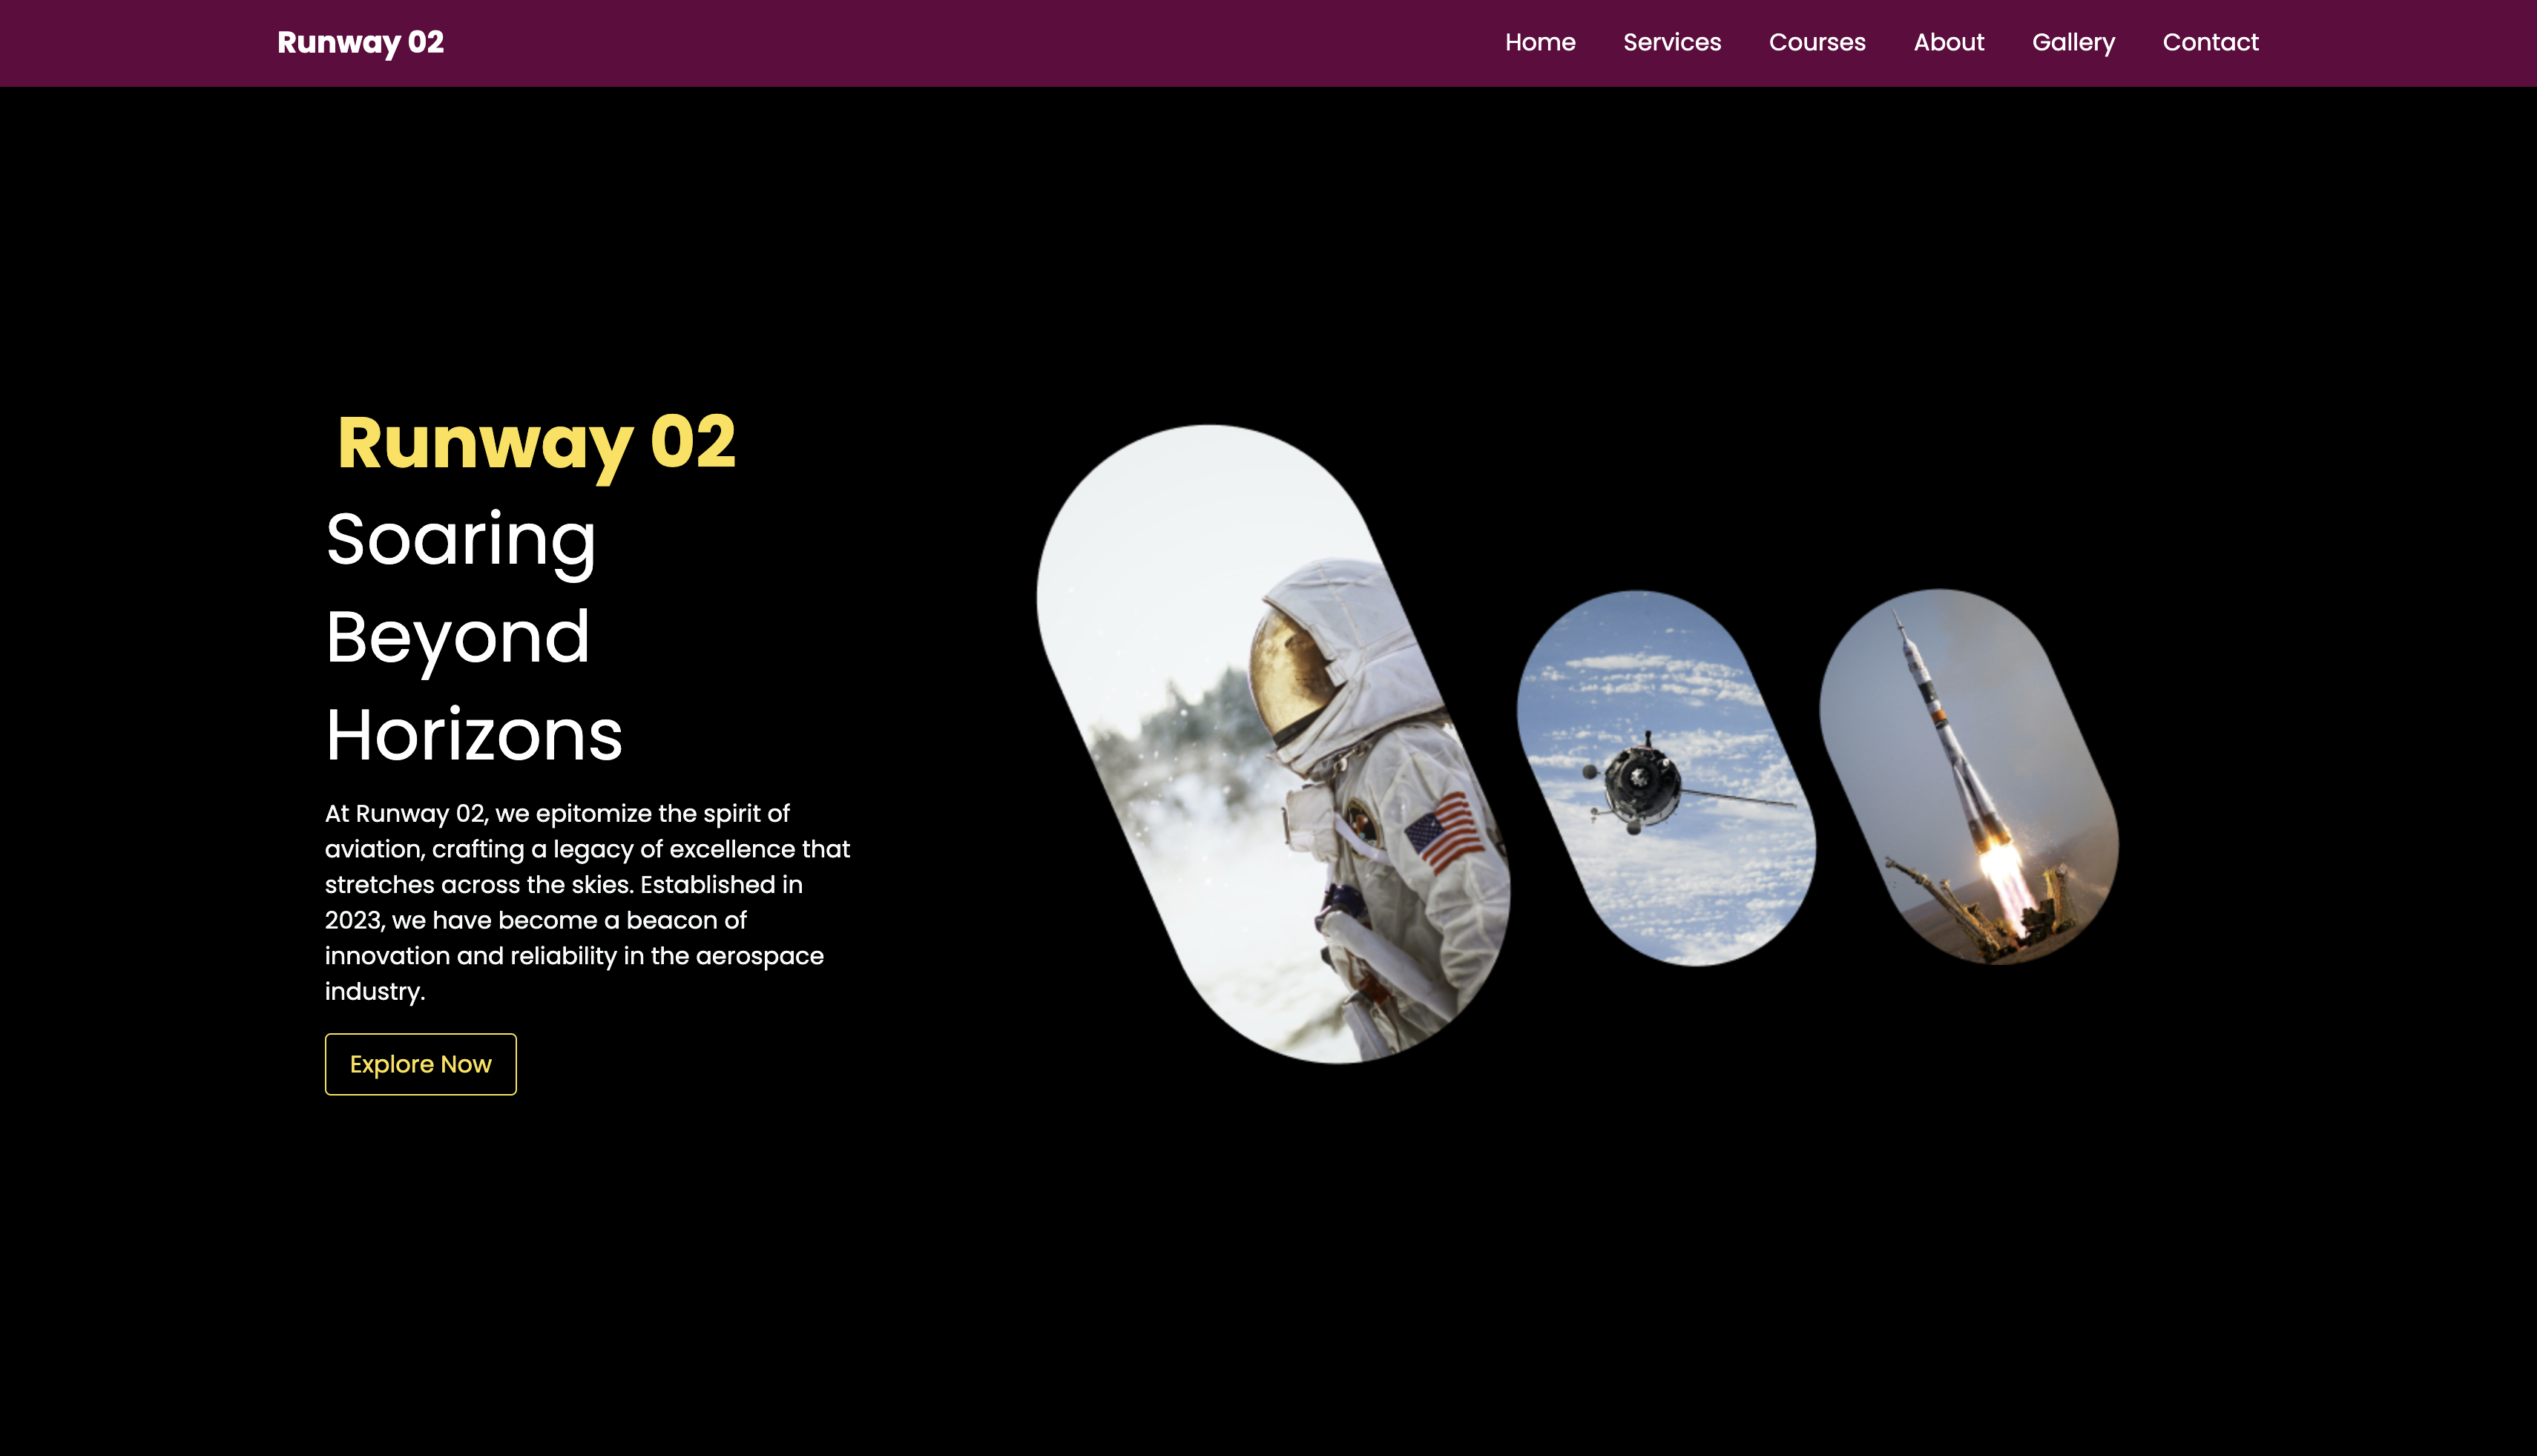 Runway 02
Home Services Courses About Gallery Contact
Runway 02
Soaring
Beyond
Horizons
At Runway 02, we epitomize the spirit of
aviation, crafting a legacy of excellence that
stretches across the skies. Established in
2023, we have become a beacon of
innovation and reliability in the aerospace
industry.
Explore Now